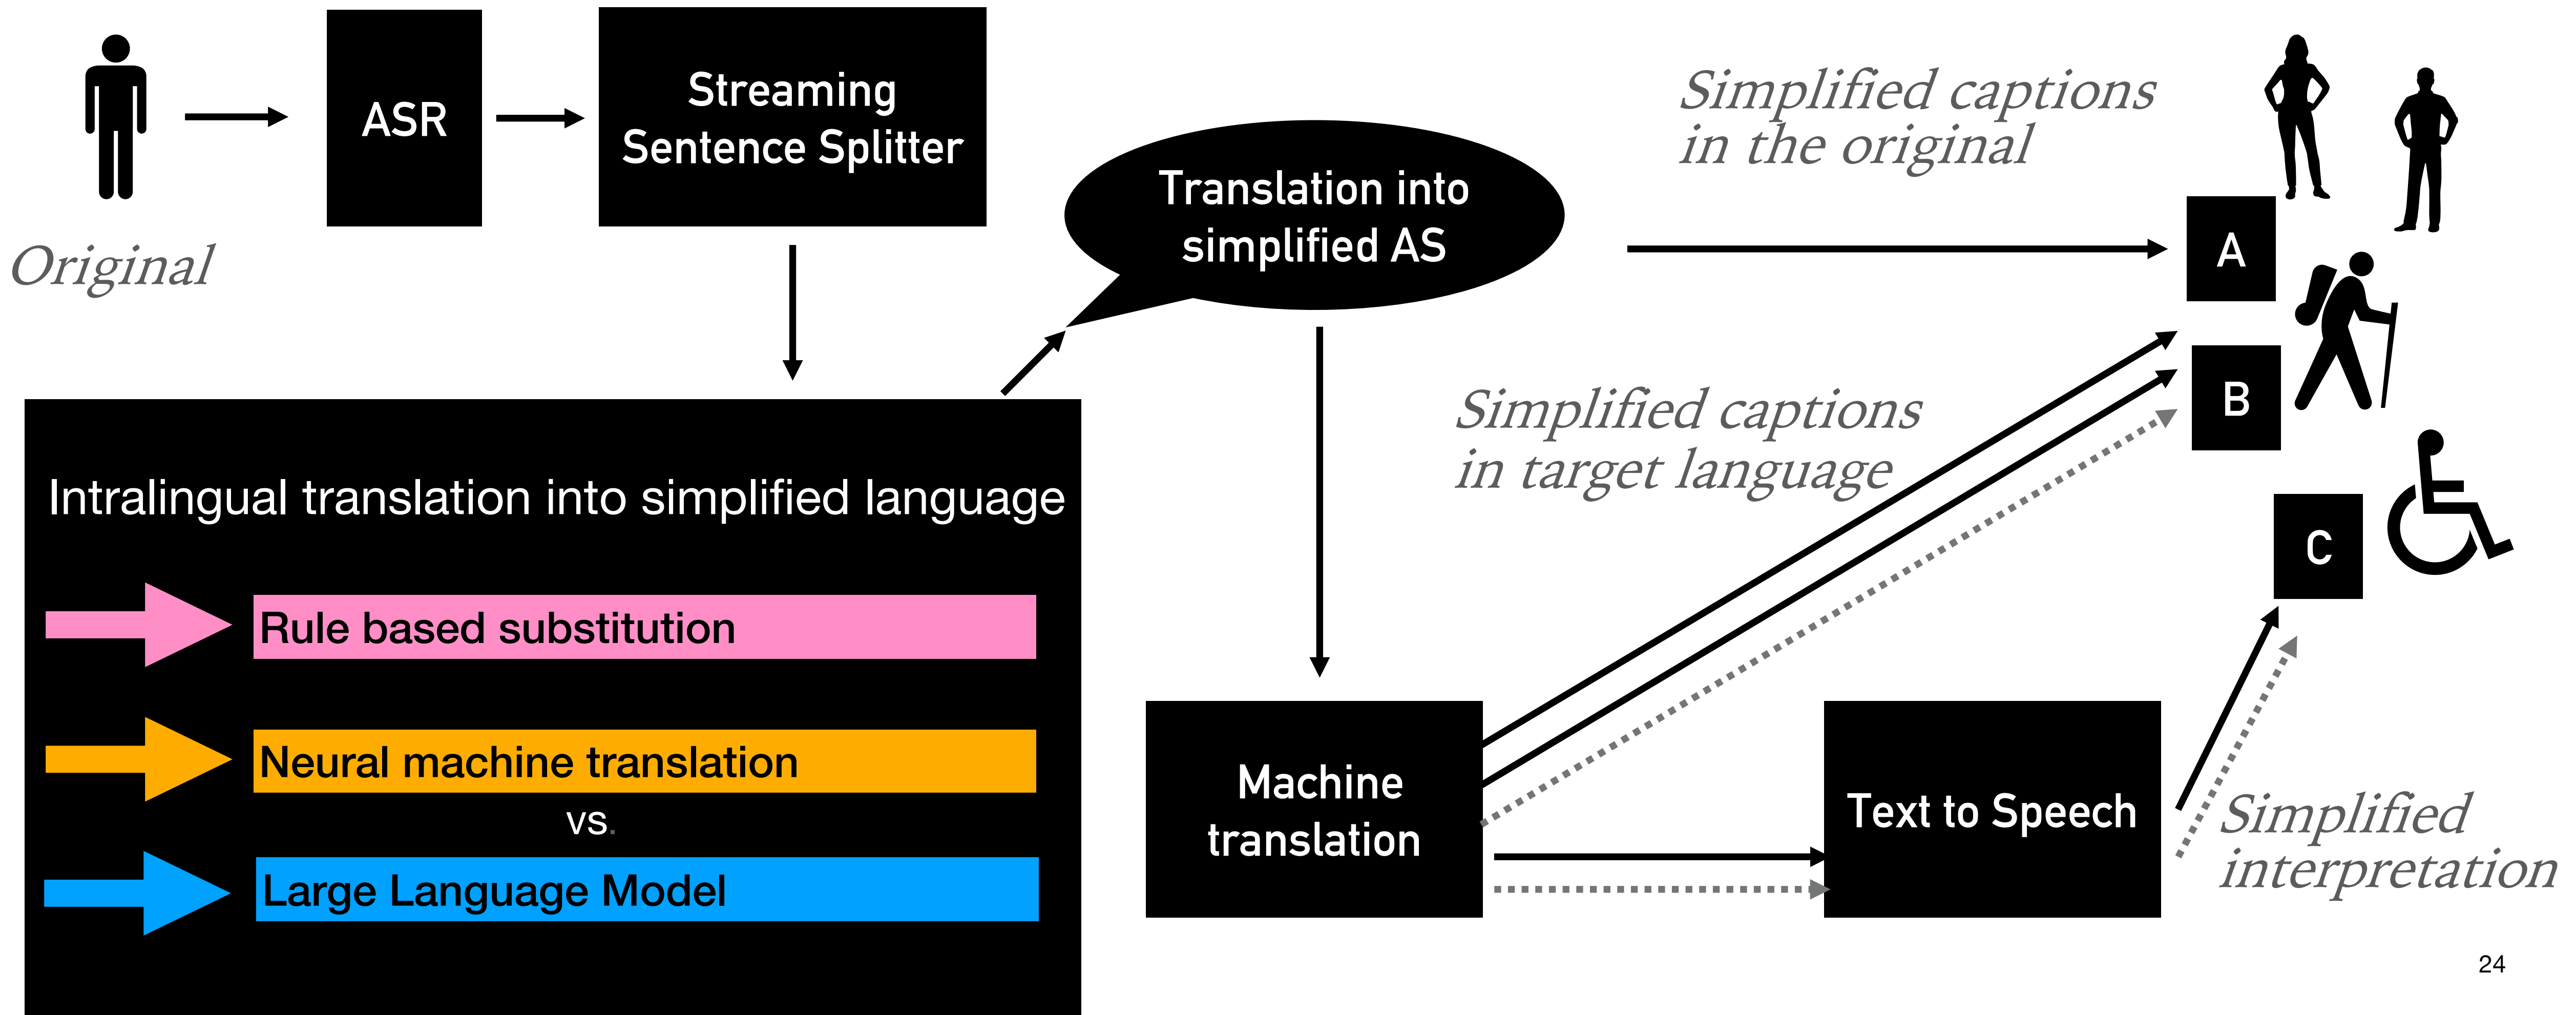 Original
ASR
Streaming
Sentence Splitter
Translation into
simplified AS
Simplified captions
in the original
A
B
C
Intralingual translation into simplified language
Rule based substitution
Neural machine translation
vs.
Large Language Model
Simplified captions
in target language
Machine
translation
Text to Speech
Simplified
interpretation
24